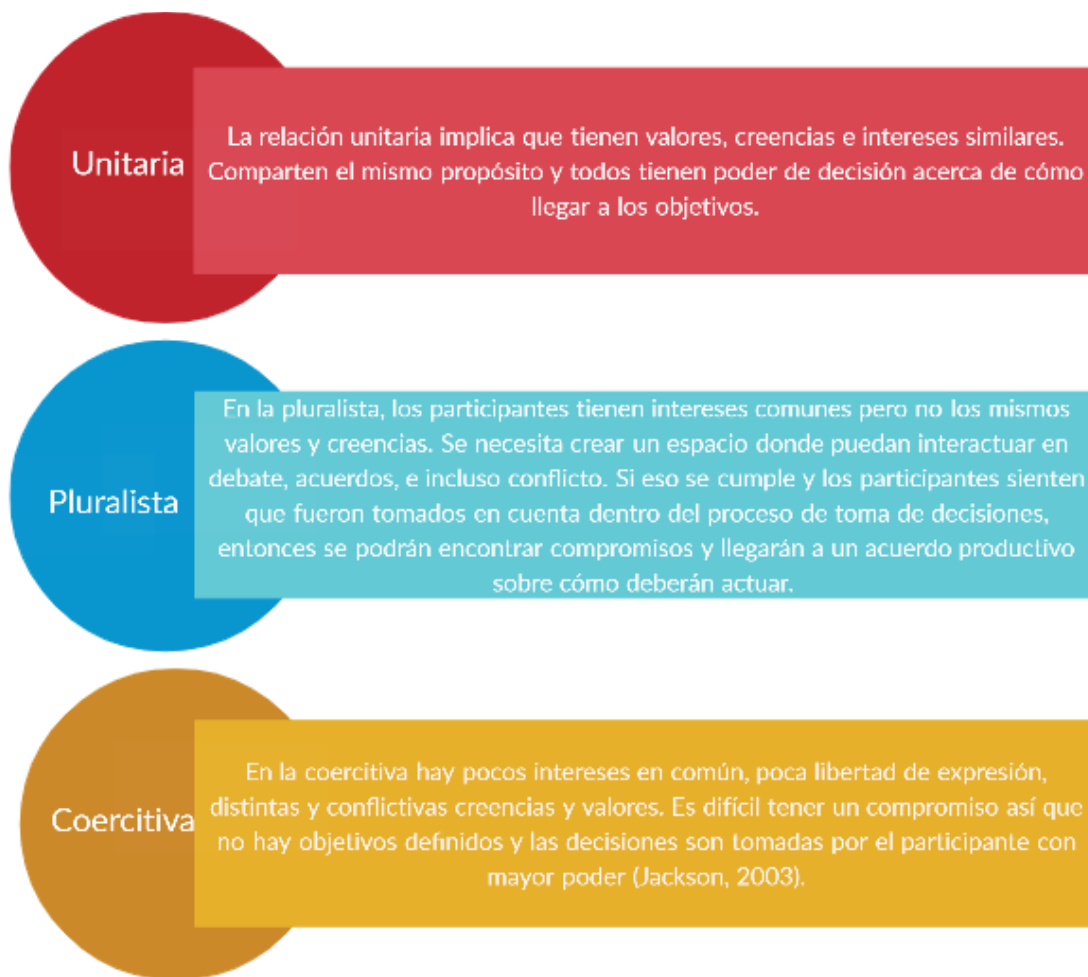 Unitaria
La relación unitaria implica que tienen valores, creencias e intereses similares.
Comparten el mismo propósito y todos tienen poder de decisión acerca de cómo
llegar a los objetivos.
Pluralista
En la pluralista, los participantes tienen intereses comunes pero no los mismos
valores y creencias. Se necesita crear un espacio donde puedan interactuar en
debate, acuerdos, e incluso conflicto. Si eso se cumple y los participantes sienten
que fueron tomados en cuenta dentro del proceso de toma de decisiones,
entonces se podrán encontrar compromisos y llegarán a un acuerdo productivo
sobre cómo deberán actuar.
Coercitiva
En la coercitiva hay pocos intereses en común, poca libertad de expresión,
distintas y conflictivas creencias y valores. Es difícil tener un compromiso así que
no hay objetivos definidos y las decisiones son tomadas por el participante con
mayor poder (Jackson, 2003).